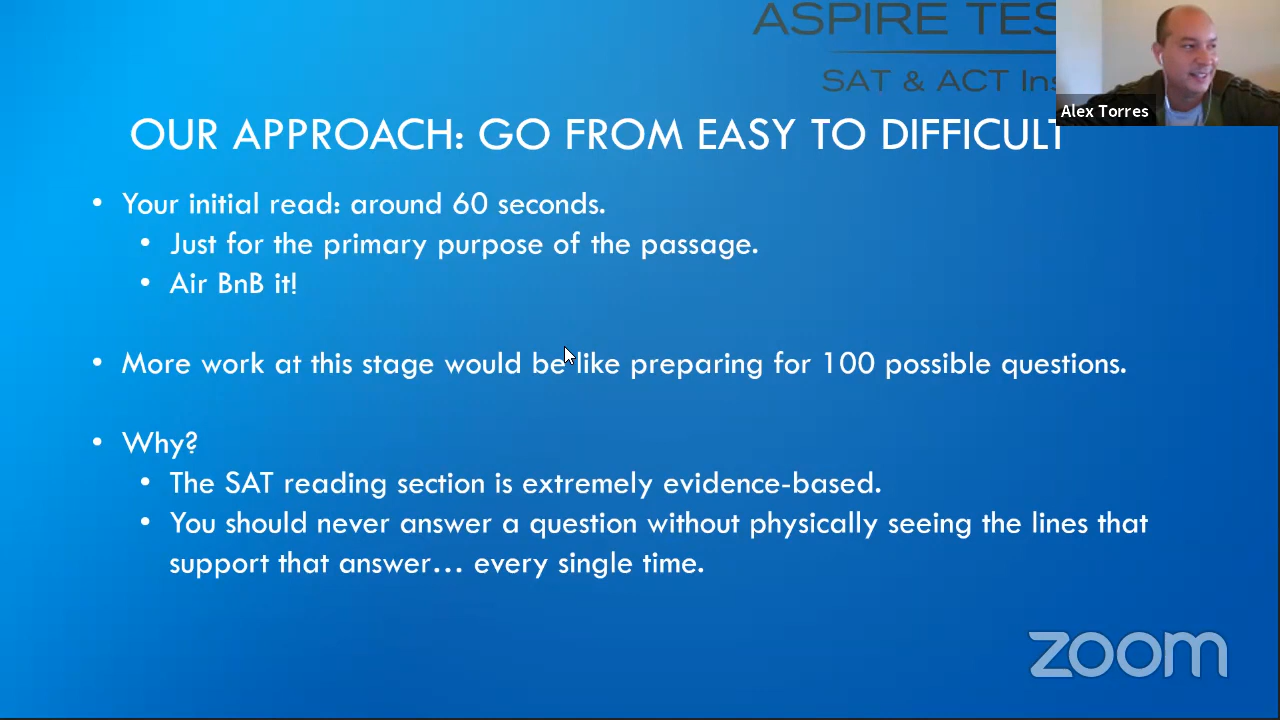 ASPIRE TES
SAT & ACT Ins
Alex Torres
OUR APPROACH: GO FROM EASY TO DIFFICULT
• Your initial read: around 60 seconds.
• Just for the primary purpose of the passage.
• Air BnB it!
• More work at this stage would be like preparing for 100 possible questions.
• Why?
• The SAT reading section is extremely evidence-based.
• You should never answer a question without physically seeing the lines that
support that answer... every single time.
zoom